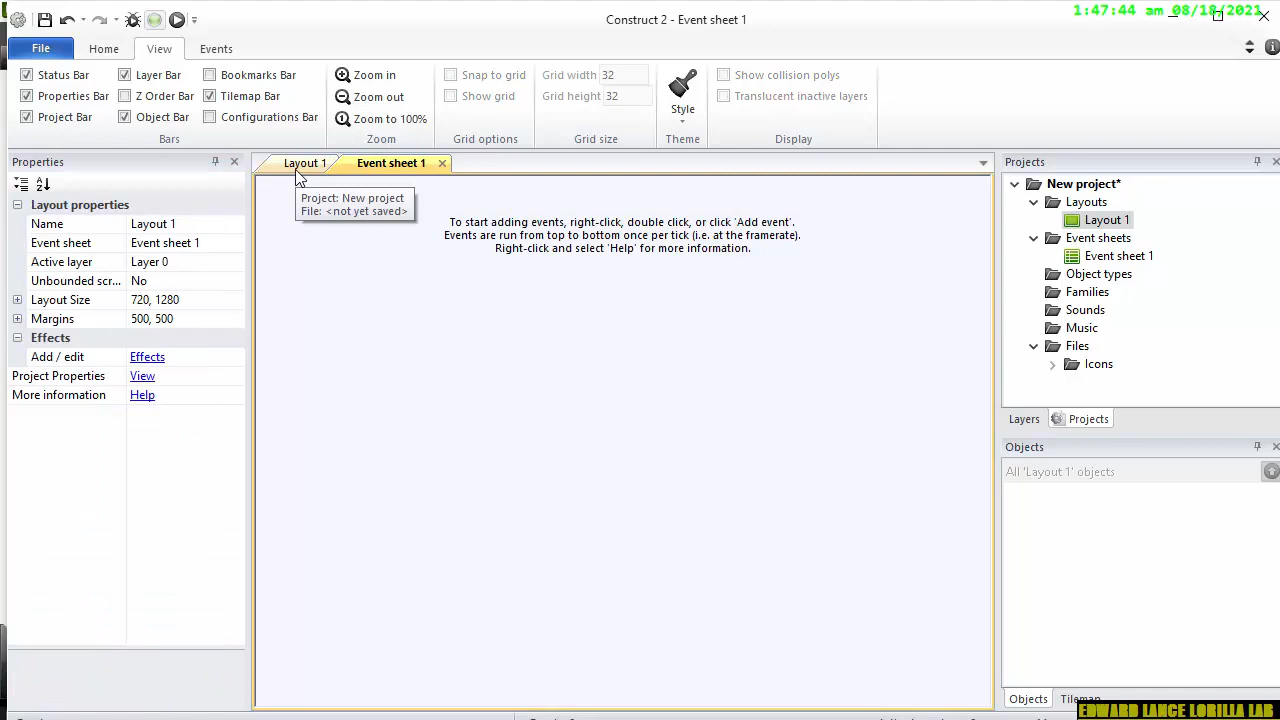 Construct 2 - Event sheet 1
1:47:44 am 08/18/2021
File
Home
View
Events
Status Bar
Layer Bar
Bookmarks Bar
Properties Bar
Z Order Bar
Tilemap Bar
Project Bar
Object Bar
Configurations Bar
Bars
Zoom in
Zoom out
Zoom to 100%
Zoom
Snap to grid
Show grid
Grid options
Grid width 32
Grid height 32
Grid size
Style
Theme
Show collision polys
Translucent inactive layers
Display
Properties
Layout properties
Name Layout 1
Event sheet Event sheet 1
Active layer Layer 0
Unbounded scr... No
Layout Size 720, 1280
Margins 500, 500
Effects
Add / edit Effects
Project Properties View
More information Help
Layout 1
Event sheet 1
Project: New project
File: <not yet saved>
To start adding events, right-click, double click, or click 'Add event'.
Events are run from top to bottom once per tick (i.e. at the framerate).
Right-click and select 'Help' for more information.
Projects
New project*
Layouts
Layout 1
Event sheets
Event sheet 1
Object types
Families
Sounds
Music
Files
Icons
Layers
Projects
Objects
All 'Layout 1' objects
Objects
Tilemap
EDWARD LANCE LORILLA LAB